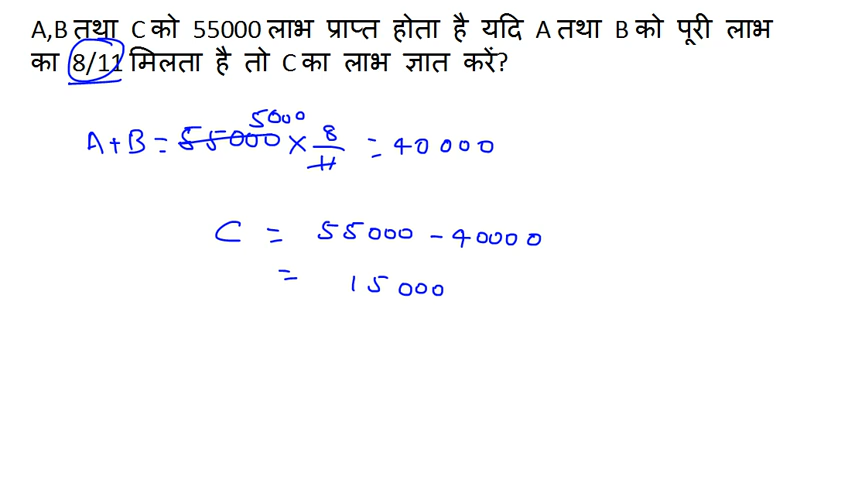 A,B तथा C को 55000 लाभ प्राप्त होता है यदि A तथा B को पूरी लाभ
का 8/11 मिलता है तो C का लाभ ज्ञात करें?
5000
A+B = 55000 × 8/11 = 40000
C = 55000 - 40000
= 15000